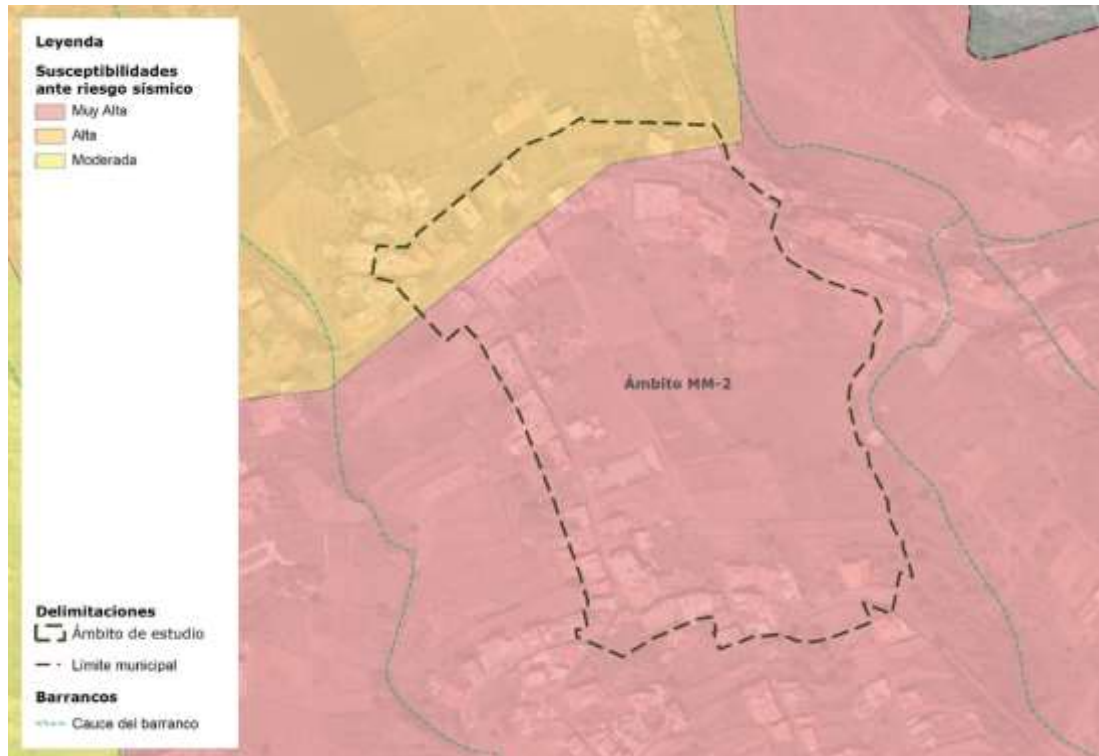 Leyenda
Susceptibilidades
ante riesgo sísmico
Muy Alta
Alta
Moderada
Ámbito MM-2
Delimitaciones
Ámbito de estudio
Límite municipal
Barrancos
Cauce del barranco